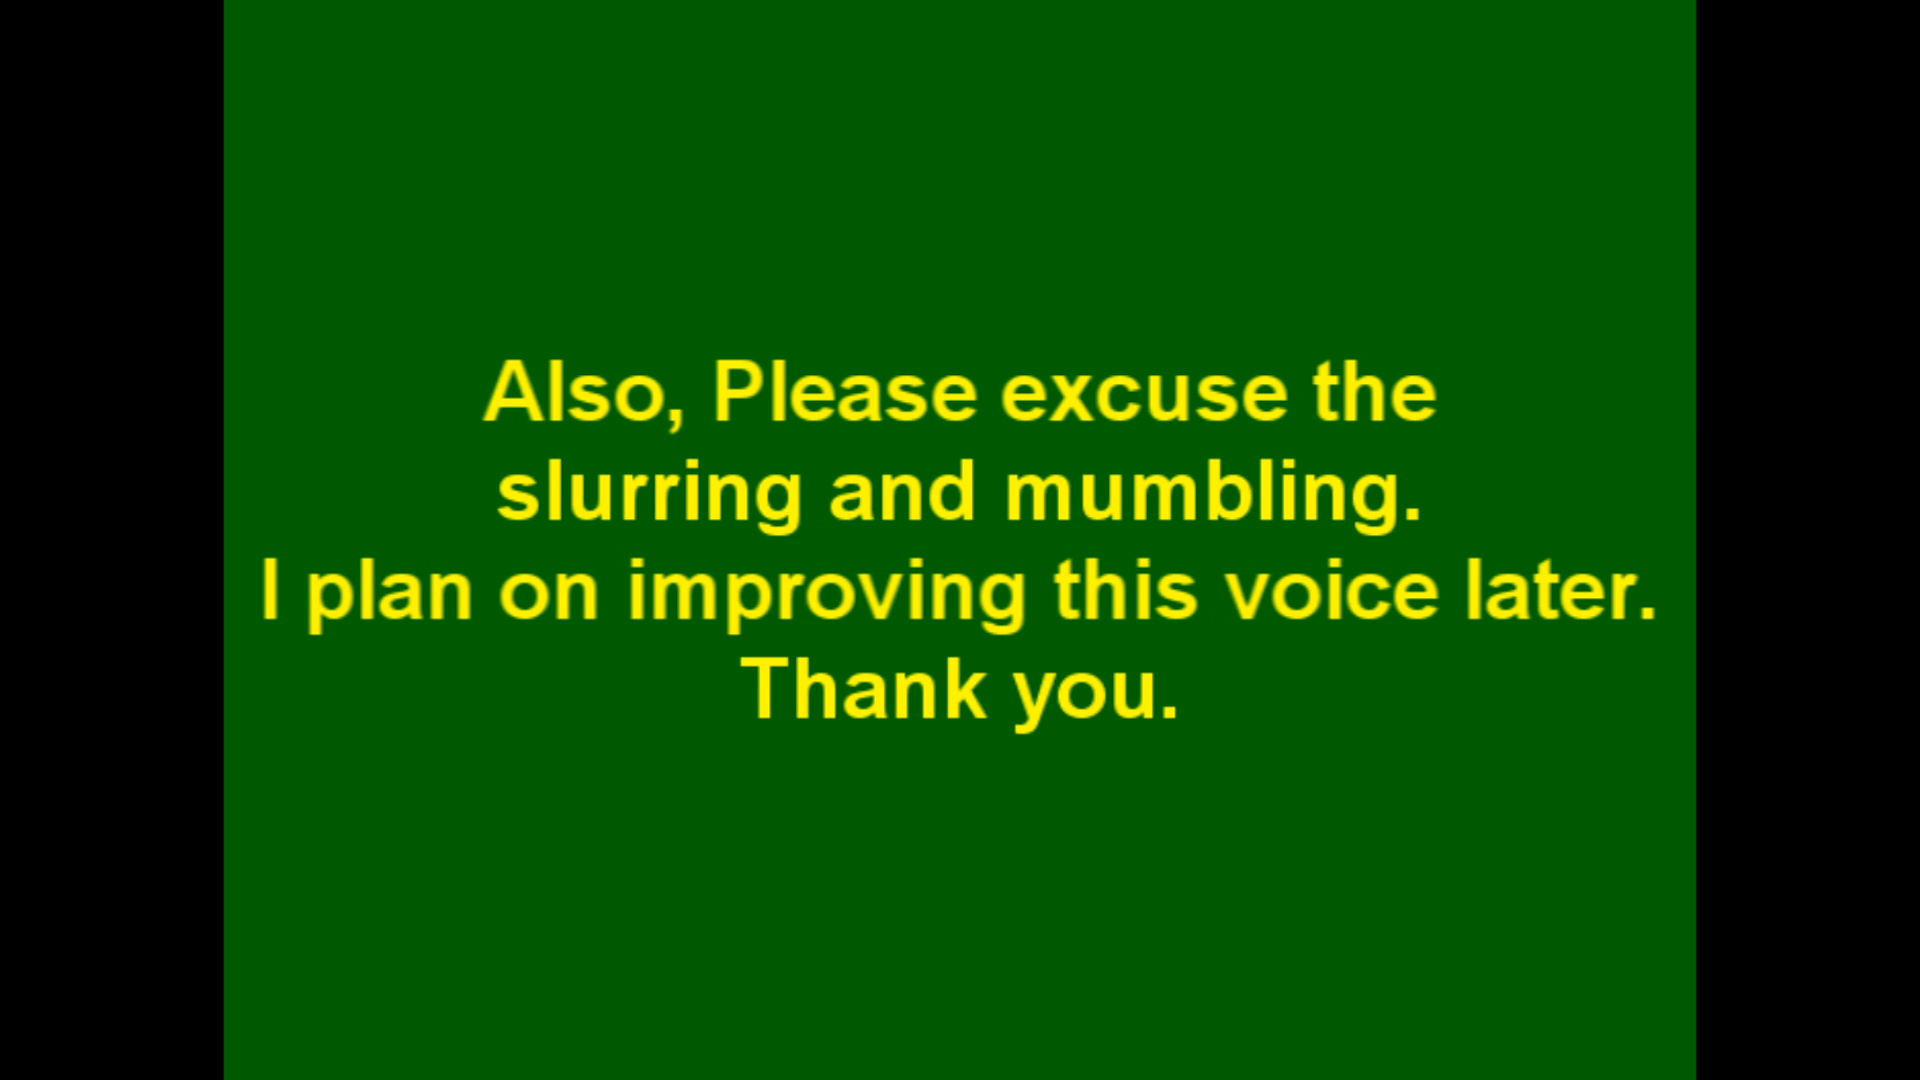 Also, Please excuse the
slurring and mumbling.
I plan on improving this voice later.
Thank you.